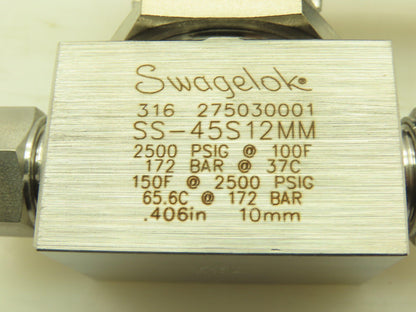 Swagelok®
316 275030001
SS-45S12MM
2500 PSIG @ 100F
172 BAR @ 37C
150F @ 2500 PSIG
65.6C @ 172 BAR
.406in 10mm